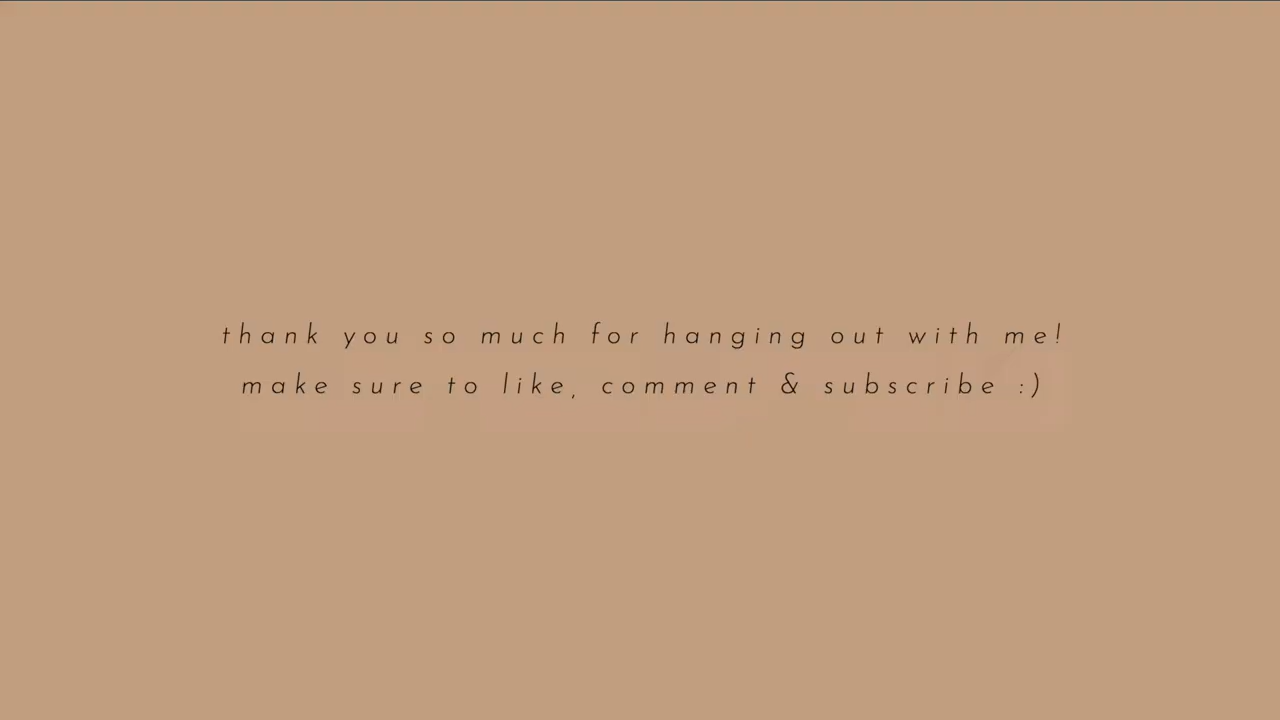 thank you so much for hanging out with me!
make sure to like, comment & subscribe :)